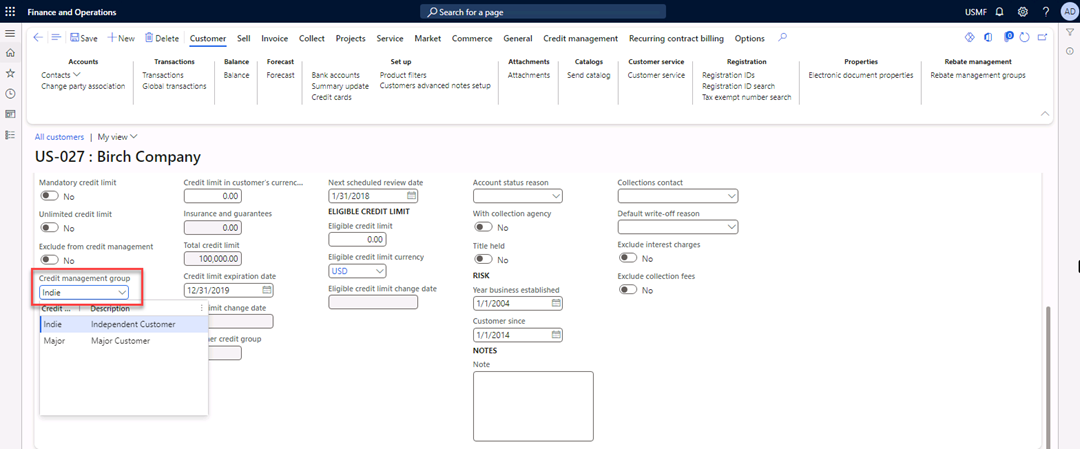 Finance and Operations
Search for a page
USMF
?
AD
Save
New
Delete
Customer
Sell
Invoice
Collect
Projects
Service
Market
Commerce
General
Credit management
Recurring contract billing
Options
0
Accounts
Contacts
Change party association
Transactions
Transactions
Global transactions
Balance
Balance
Forecast
Forecast
Set up
Bank accounts
Summary update
Credit cards
Product filters
Customers advanced notes setup
Attachments
Attachments
Catalogs
Send catalog
Customer service
Customer service
Registration
Registration IDs
Registration ID search
Tax exempt number search
Properties
Electronic document properties
Rebate management
Rebate management groups
All customers | My view
US-027 : Birch Company
Mandatory credit limit
No
Unlimited credit limit
No
Exclude from credit management
No
Credit management group
Indie
Credit ...
Description
Indie
Independent Customer
Major
Major Customer
Credit limit in customer's currenc...
0.00
Insurance and guarantees
0.00
Total credit limit
100,000.00
Credit limit expiration date
12/31/2019
limit change date
er credit group
Next scheduled review date
1/31/2018
ELIGIBLE CREDIT LIMIT
Eligible credit limit
0.00
Eligible credit limit currency
USD
Eligible credit limit change date
Account status reason
With collection agency
No
Title held
No
RISK
Year business established
1/1/2004
Customer since
1/1/2014
NOTES
Note
Collections contact
Default write-off reason
Exclude interest charges
No
Exclude collection fees
No